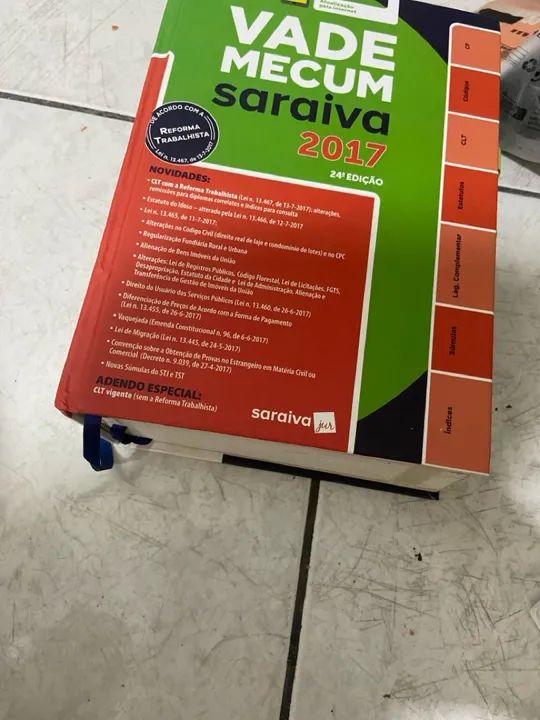 Atualização
pela internet
VADE
MECUM
saraiva
2017
24ª EDIÇÃO
DE ACORDO COM A
REFORMA
TRABALHISTA
Lei n. 13.467, de 13-7-2017
NOVIDADES:
• CLT com a Reforma Trabalhista (Lei n. 13.467, de 13-7-2017): alterações,
remissões para diplomas correlatos e índices para consulta
• Estatuto do Idoso – alterado pela Lei n. 13.466, de 12-7-2017
• Lei n. 13.465, de 13-7-2017:
• Alterações no Código Civil (direito real de laje e condomínio de lotes) e no CPC
• Regularização Fundiária Rural e Urbana
• Alienação de Bens Imóveis da União
• Alterações: Lei de Registros Públicos, Código Florestal, Lei de Licitações, FGTS,
Desapropriação, Estatuto da Cidade e Lei de Administração, Alienação e
Transferência de Gestão de Imóveis da União
• Direito do Usuário dos Serviços Públicos (Lei n. 13.460, de 26-6-2017)
• Diferenciação de Preços de Acordo com a Forma de Pagamento
(Lei n. 13.455, de 26-6-2017)
• Vaquejada (Emenda Constitucional n. 96, de 6-6-2017)
• Lei de Migração (Lei n. 13.445, de 24-5-2017)
• Convenção sobre a Obtenção de Provas no Estrangeiro em Matéria Civil ou
Comercial (Decreto n. 9.039, de 27-4-2017)
• Novas Súmulas do STJ e TST
ADENDO ESPECIAL:
CLT vigente (sem a Reforma Trabalhista)
saraiva jur
CF
Códigos
CLT
Estatutos
Leg. Complementar
Súmulas
Índices